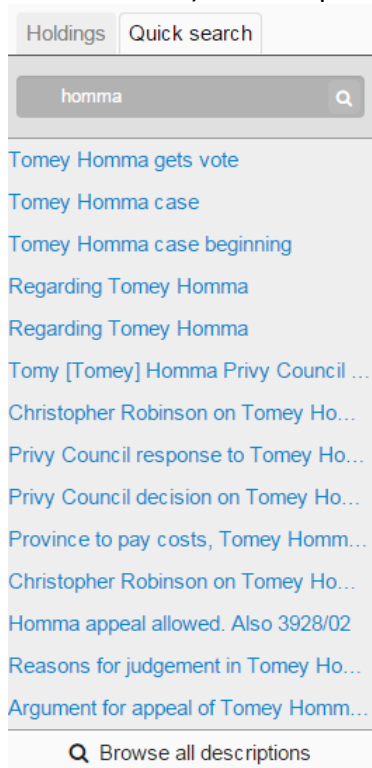 Holdings Quick search
homma
Tomey Homma gets vote
Tomey Homma case
Tomey Homma case beginning
Regarding Tomey Homma
Regarding Tomey Homma
Tomy [Tomey] Homma Privy Council ...
Christopher Robinson on Tomey Ho...
Privy Council response to Tomey Ho...
Privy Council decision on Tomey Ho...
Province to pay costs, Tomey Homm...
Christopher Robinson on Tomey Ho...
Homma appeal allowed. Also 3928/02
Reasons for judgement in Tomey Ho...
Argument for appeal of Tomey Homm...
Browse all descriptions